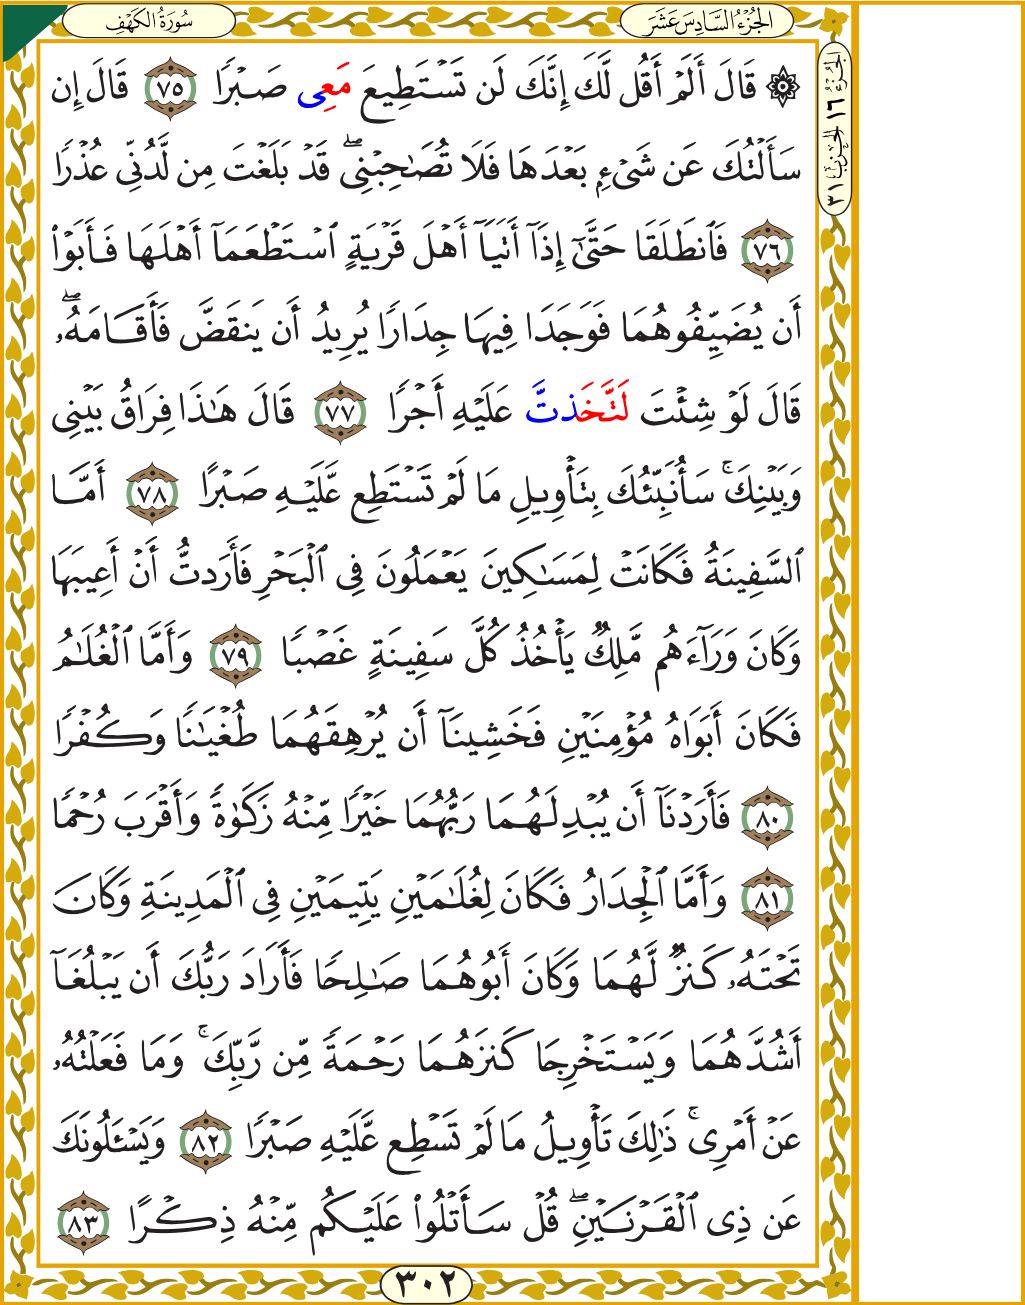 سُورَةُ الكَهْفِ
الجُزْءُ السَّادِسَ عَشَرَ
۞ قَالَ أَلَمْ أَقُل لَّكَ إِنَّكَ لَن تَسْتَطِيعَ مَعِى صَبْرًا ٧٥ قَالَ إِن
سَأَلْتُكَ عَن شَىْءٍۭ بَعْدَهَا فَلَا تُصَٰحِبْنِى ۖ قَدْ بَلَغْتَ مِن لَّدُنِّى عُذْرًا
٧٦ فَٱنطَلَقَا حَتَّىٰٓ إِذَآ أَتَيَآ أَهْلَ قَرْيَةٍ ٱسْتَطْعَمَآ أَهْلَهَا فَأَبَوْا۟
أَن يُضَيِّفُوهُمَا فَوَجَدَا فِيهَا جِدَارًا يُرِيدُ أَن يَنقَضَّ فَأَقَامَهُۥ ۖ
قَالَ لَوْ شِئْتَ لَتَّخَذتَّ عَلَيْهِ أَجْرًا ٧٧ قَالَ هَٰذَا فِرَاقُ بَيْنِى
وَبَيْنِكَ ۚ سَأُنَبِّئُكَ بِتَأْوِيلِ مَا لَمْ تَسْتَطِع عَّلَيْهِ صَبْرًا ٧٨ أَمَّا
ٱلسَّفِينَةُ فَكَانَتْ لِمَسَٰكِينَ يَعْمَلُونَ فِى ٱلْبَحْرِ فَأَرَدتُّ أَنْ أَعِيبَهَا
وَكَانَ وَرَآءَهُم مَّلِكٌ يَأْخُذُ كُلَّ سَفِينَةٍ غَصْبًا ٧٩ وَأَمَّا ٱلْغُلَٰمُ
فَكَانَ أَبَوَاهُ مُؤْمِنَيْنِ فَخَشِينَآ أَن يُرْهِقَهُمَا طُغْيَٰنًا وَكُفْرًا
٨٠ فَأَرَدْنَآ أَن يُبْدِلَهُمَا رَبُّهُمَا خَيْرًا مِّنْهُ زَكَوٰةً وَأَقْرَبَ رُحْمًا
٨١ وَأَمَّا ٱلْجِدَارُ فَكَانَ لِغُلَٰمَيْنِ يَتِيمَيْنِ فِى ٱلْمَدِينَةِ وَكَانَ
تَحْتَهُۥ كَنزٌ لَّهُمَا وَكَانَ أَبُوهُمَا صَٰلِحًا فَأَرَادَ رَبُّكَ أَن يَبْلُغَآ
أَشُدَّهُمَا وَيَسْتَخْرِجَا كَنزَهُمَا رَحْمَةً مِّن رَّبِّكَ ۚ وَمَا فَعَلْتُهُۥ
عَنْ أَمْرِى ۚ ذَٰلِكَ تَأْوِيلُ مَا لَمْ تَسْطِع عَّلَيْهِ صَبْرًا ٨٢ وَيَسْـَٔلُونَكَ
عَن ذِى ٱلْقَرْنَيْنِ ۖ قُلْ سَأَتْلُوا۟ عَلَيْكُم مِّنْهُ ذِكْرًا ٨٣
الجزء ١٦ الحزب ٣١
٣٠٢